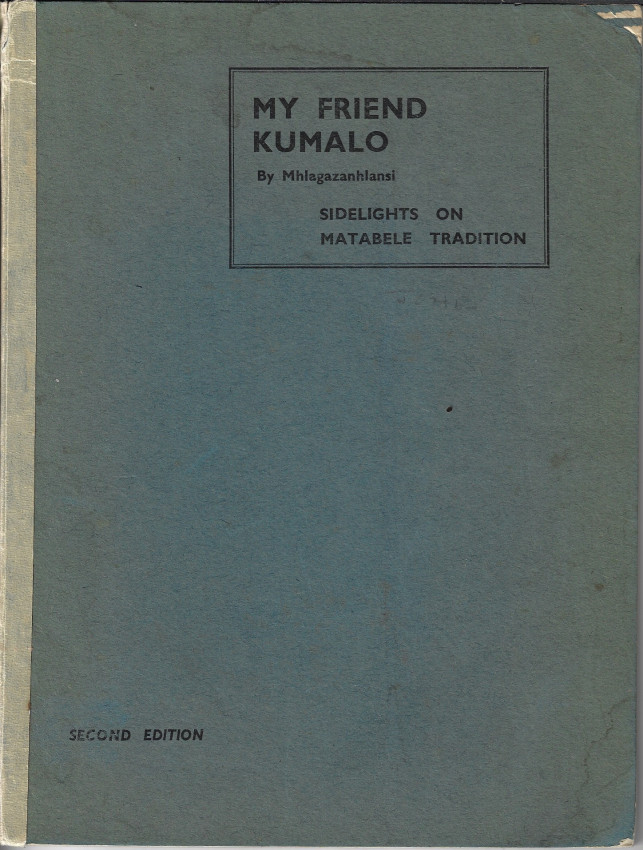 MY FRIEND
KUMALO
By Mhlagazanhlansi
SIDELIGHTS ON
MATABELE TRADITION
SECOND EDITION